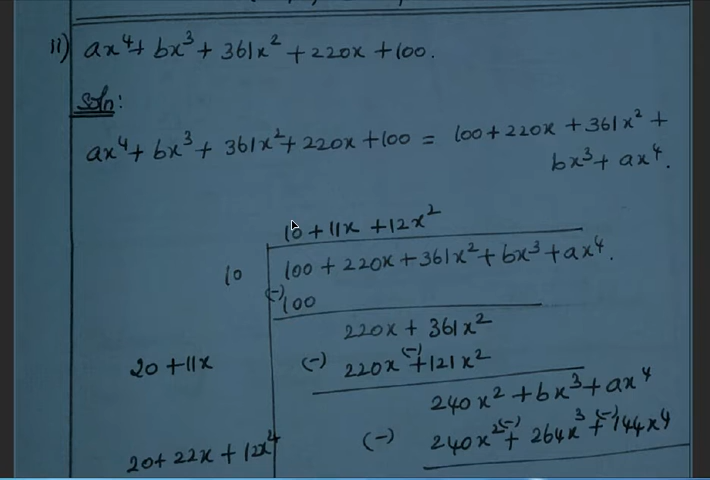 11) ax⁴ + bx³ + 361x² + 220x + 100.
Soln:
ax⁴ + bx³ + 361x² + 220x + 100 = 100 + 220x + 361x² +
bx³ + ax⁴.
10 + 11x + 12x²
10 100 + 220x + 361x² + bx³ + ax⁴.
(-) 100
220x + 361x²
20 + 11x (-) 220x (-)+ 121x²
240x² + bx³ + ax⁴
20 + 22x + 12x² (-) 240x² (-)+ 264x³ (-)+ 144x⁴